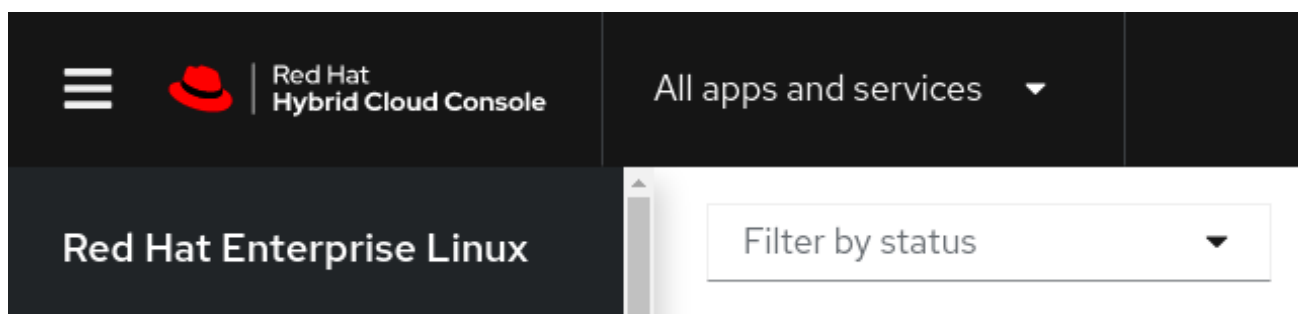 Red Hat
Hybrid Cloud Console
All apps and services
Red Hat Enterprise Linux
Filter by status